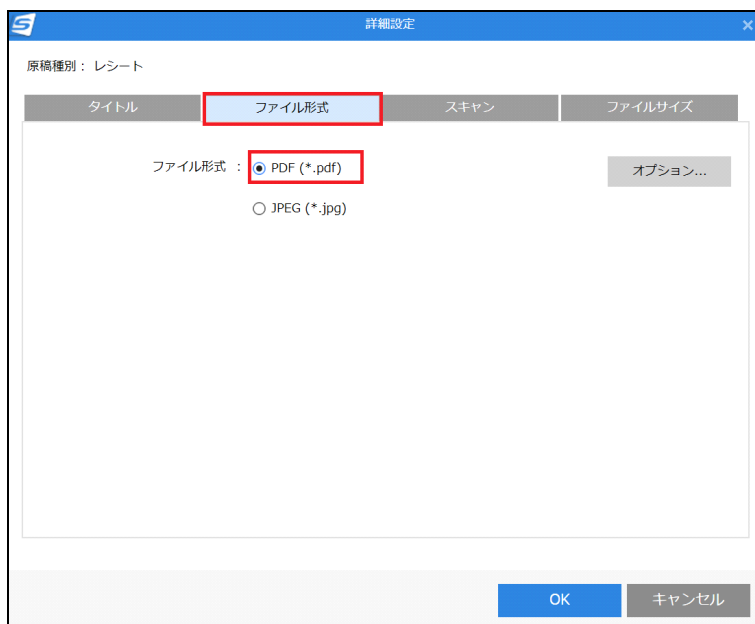 詳細設定
原稿種別： レシート
タイトル ファイル形式 スキャン ファイルサイズ
ファイル形式 ： PDF (*.pdf) オプション...
JPEG (*.jpg)
OK キャンセル